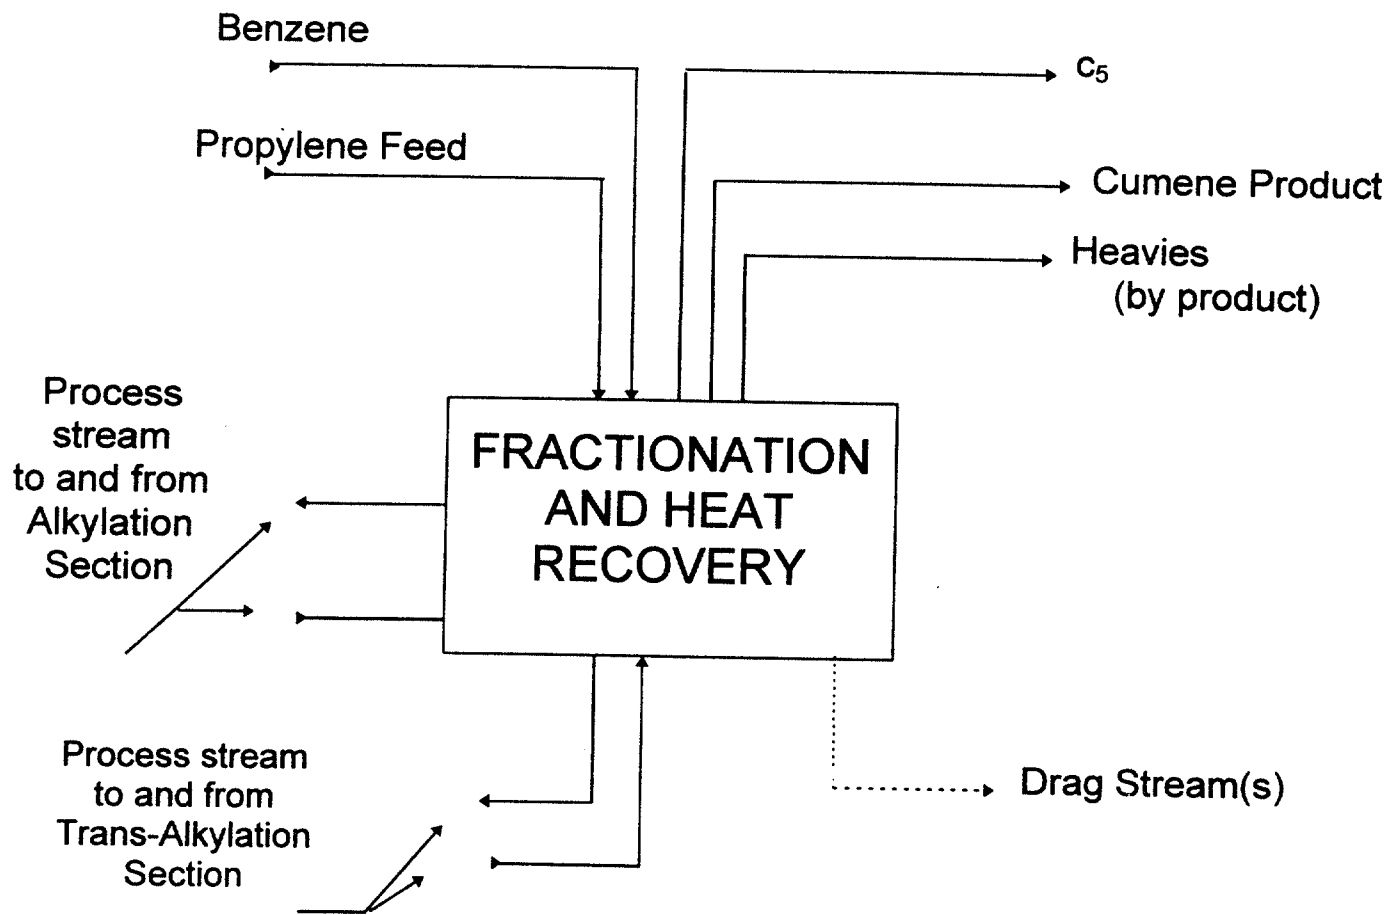 Benzene
c₅
Propylene Feed
Cumene Product
Heavies
(by product)
Process
stream
to and from
Alkylation
Section
FRACTIONATION
AND HEAT
RECOVERY
Process stream
to and from
Trans-Alkylation
Section
Drag Stream(s)